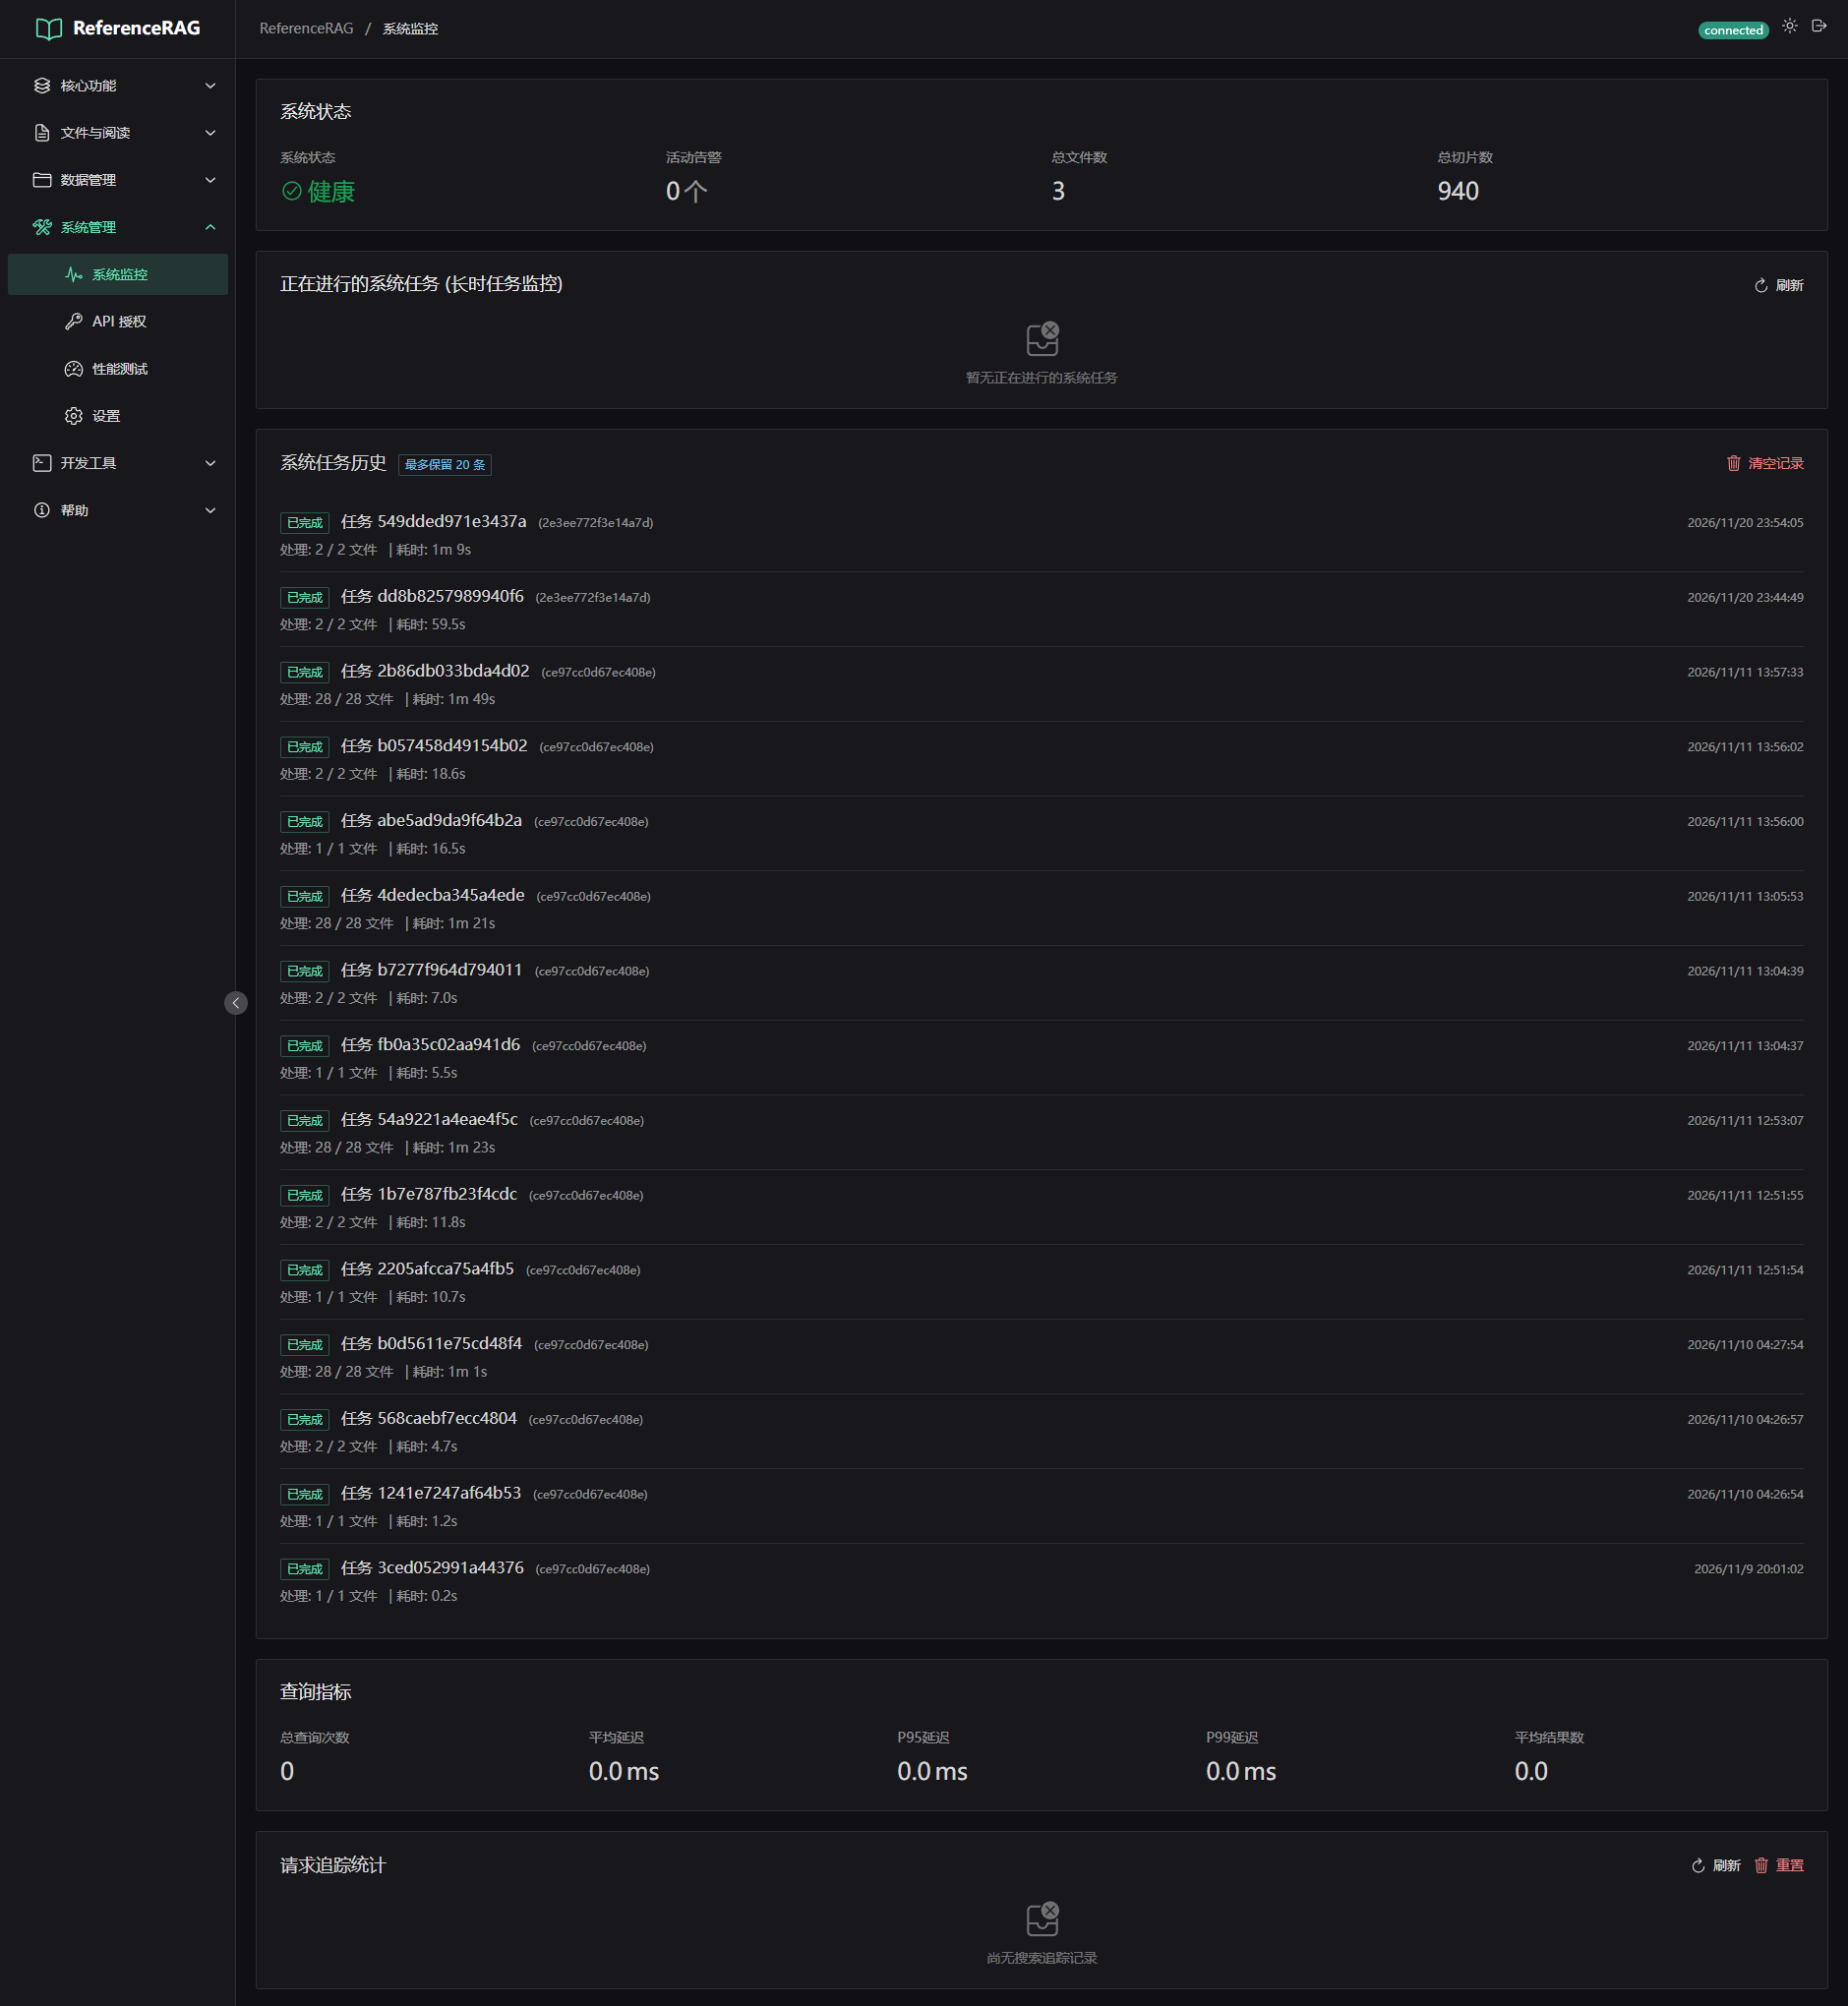 ReferenceRAG
ReferenceRAG / 系统监控
connected
核心功能
文件与阅读
数据管理
系统管理
系统监控
API 授权
性能测试
设置
开发工具
帮助
系统状态
系统状态 活动告警 总文件数 总切片数
健康 0个 3 940
正在进行的系统任务 (长时任务监控) 刷新
暂无正在进行的系统任务
系统任务历史 最多保留 20 条 清空记录
已完成 任务 549dded971e3437a (2e3ee772f3e14a7d) 2026/11/20 23:54:05
处理: 2 / 2 文件 | 耗时: 1m 9s
已完成 任务 dd8b8257989940f6 (2e3ee772f3e14a7d) 2026/11/20 23:44:49
处理: 2 / 2 文件 | 耗时: 59.5s
已完成 任务 2b86db033bda4d02 (ce97cc0d67ec408e) 2026/11/11 13:57:33
处理: 28 / 28 文件 | 耗时: 1m 49s
已完成 任务 b057458d49154b02 (ce97cc0d67ec408e) 2026/11/11 13:56:02
处理: 2 / 2 文件 | 耗时: 18.6s
已完成 任务 abe5ad9da9f64b2a (ce97cc0d67ec408e) 2026/11/11 13:56:00
处理: 1 / 1 文件 | 耗时: 16.5s
已完成 任务 4dedecba345a4ede (ce97cc0d67ec408e) 2026/11/11 13:05:53
处理: 28 / 28 文件 | 耗时: 1m 21s
已完成 任务 b7277f964d794011 (ce97cc0d67ec408e) 2026/11/11 13:04:39
处理: 2 / 2 文件 | 耗时: 7.0s
已完成 任务 fb0a35c02aa941d6 (ce97cc0d67ec408e) 2026/11/11 13:04:37
处理: 1 / 1 文件 | 耗时: 5.5s
已完成 任务 54a9221a4eae4f5c (ce97cc0d67ec408e) 2026/11/11 12:53:07
处理: 28 / 28 文件 | 耗时: 1m 23s
已完成 任务 1b7e787fb23f4cdc (ce97cc0d67ec408e) 2026/11/11 12:51:55
处理: 2 / 2 文件 | 耗时: 11.8s
已完成 任务 2205afcca75a4fb5 (ce97cc0d67ec408e) 2026/11/11 12:51:54
处理: 1 / 1 文件 | 耗时: 10.7s
已完成 任务 b0d5611e75cd48f4 (ce97cc0d67ec408e) 2026/11/10 04:27:54
处理: 28 / 28 文件 | 耗时: 1m 1s
已完成 任务 568caebf7ecc4804 (ce97cc0d67ec408e) 2026/11/10 04:26:57
处理: 2 / 2 文件 | 耗时: 4.7s
已完成 任务 1241e7247af64b53 (ce97cc0d67ec408e) 2026/11/10 04:26:54
处理: 1 / 1 文件 | 耗时: 1.2s
已完成 任务 3ced052991a44376 (ce97cc0d67ec408e) 2026/11/9 20:01:02
处理: 1 / 1 文件 | 耗时: 0.2s
查询指标
总查询次数 平均延迟 P95延迟 P99延迟 平均结果数
0 0.0 ms 0.0 ms 0.0 ms 0.0
请求追踪统计 刷新 重置
尚无搜索追踪记录